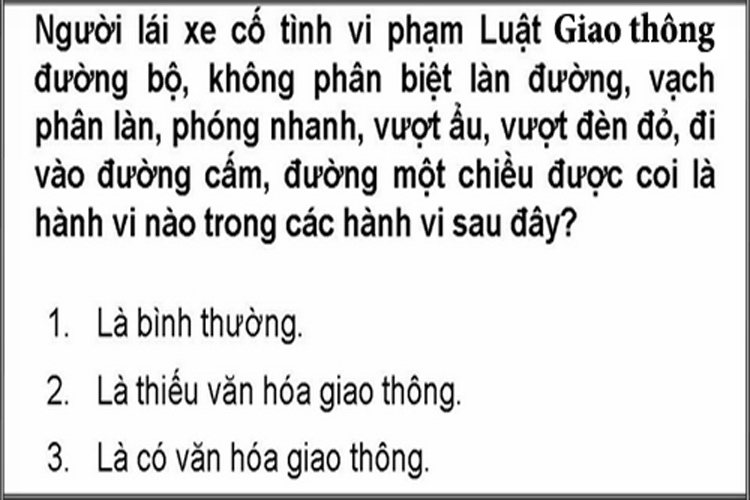 Người lái xe cố tình vi phạm Luật Giao thông
đường bộ, không phân biệt làn đường, vạch
phân làn, phóng nhanh, vượt ẩu, vượt đèn đỏ, đi
vào đường cấm, đường một chiều được coi là
hành vi nào trong các hành vi sau đây?
1. Là bình thường.
2. Là thiếu văn hóa giao thông.
3. Là có văn hóa giao thông.